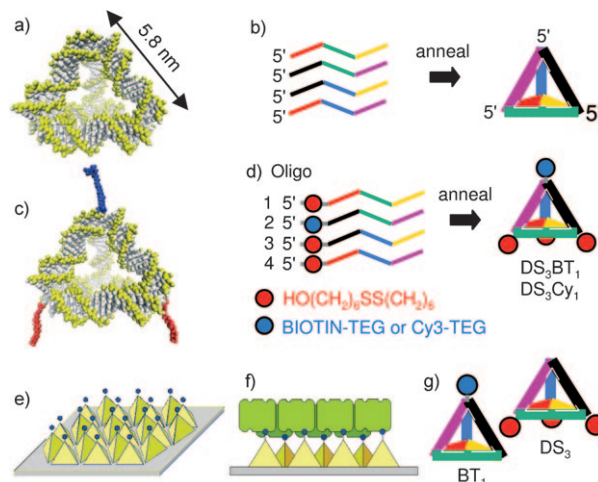 a)
5.8 nm
b)
5'
5'
5'
5'
anneal
5'
5'
5'
c)
d) Oligo
1 5'
2 5'
3 5'
4 5'
anneal
DS₃BT₁
DS₃Cy₁
HO(CH₂)₆SS(CH₂)₆
BIOTIN-TEG or Cy3-TEG
e)
f)
g)
BT₁
DS₃